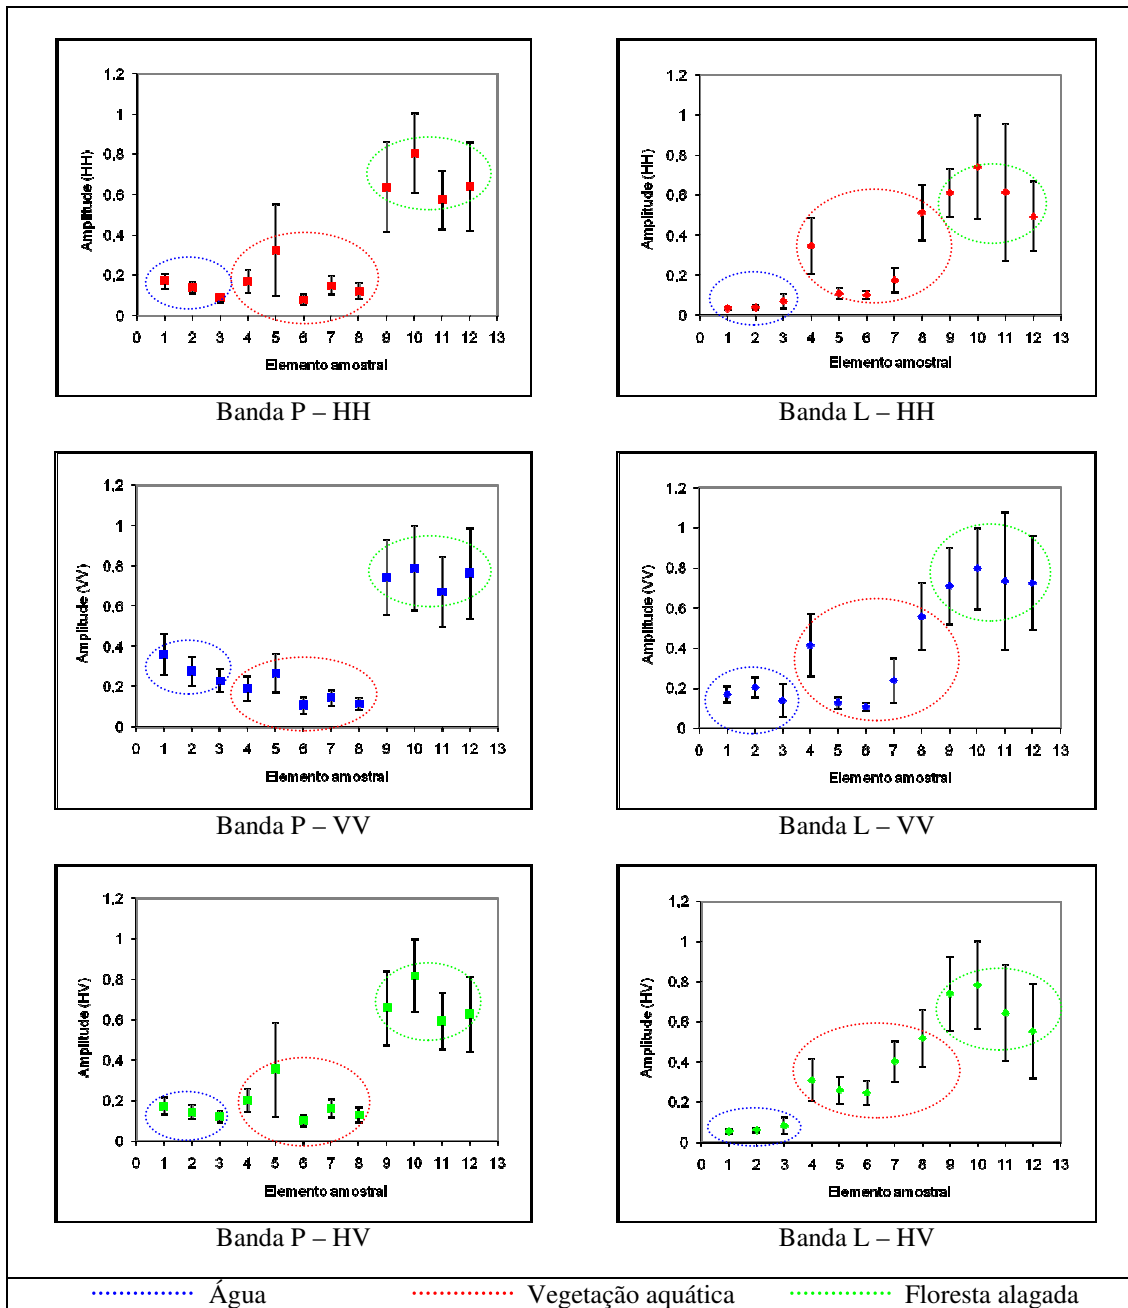 1,2
1
0,8
0,6
0,4
0,2
0
Amplitude (HH)
0 1 2 3 4 5 6 7 8 9 10 11 12 13
Elemento amostral
Banda P – HH
1,2
1
0,8
0,6
0,4
0,2
0
Amplitude (HH)
0 1 2 3 4 5 6 7 8 9 10 11 12 13
Elemento amostral
Banda L – HH
1,2
1
0,8
0,6
0,4
0,2
0
Amplitude (VV)
0 1 2 3 4 5 6 7 8 9 10 11 12 13
Elemento amostral
Banda P – VV
1,2
1
0,8
0,6
0,4
0,2
0
Amplitude (VV)
0 1 2 3 4 5 6 7 8 9 10 11 12 13
Elemento amostral
Banda L – VV
1,2
1
0,8
0,6
0,4
0,2
0
Amplitude (HV)
0 1 2 3 4 5 6 7 8 9 10 11 12 13
Elemento amostral
Banda P – HV
1,2
1
0,8
0,6
0,4
0,2
0
Amplitude (HV)
0 1 2 3 4 5 6 7 8 9 10 11 12 13
Elemento amostral
Banda L – HV
Água Vegetação aquática Floresta alagada